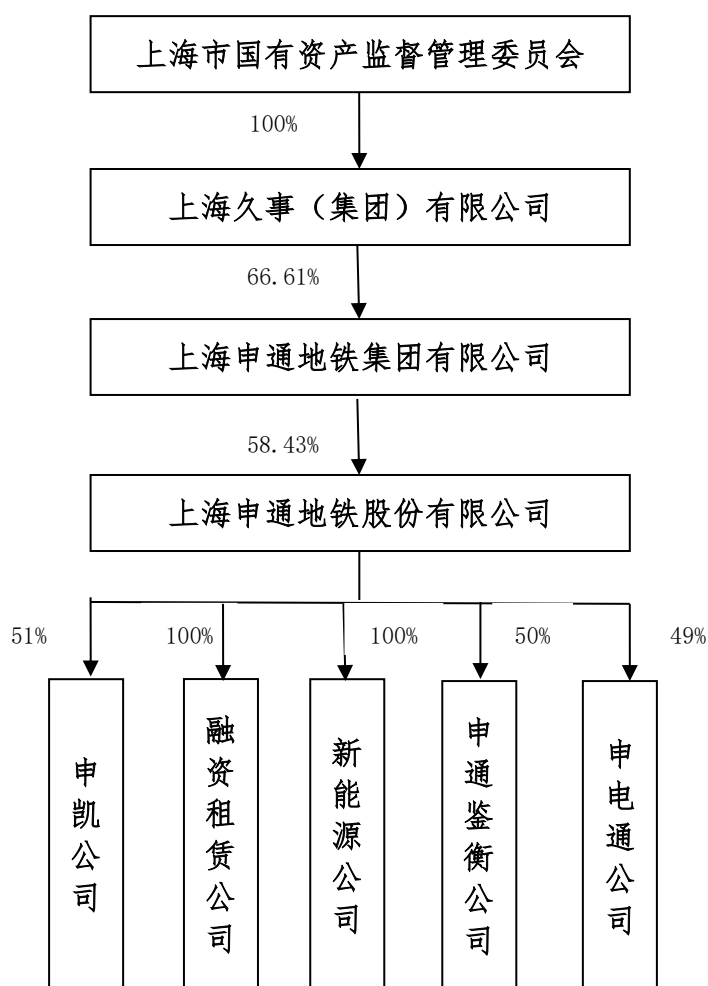 上海市国有资产监督管理委员会
100%
上海久事（集团）有限公司
66.61%
上海申通地铁集团有限公司
58.43%
上海申通地铁股份有限公司
51%
100%
100%
50%
49%
申凯公司
融资租赁公司
新能源公司
申通鉴衡公司
申电通公司